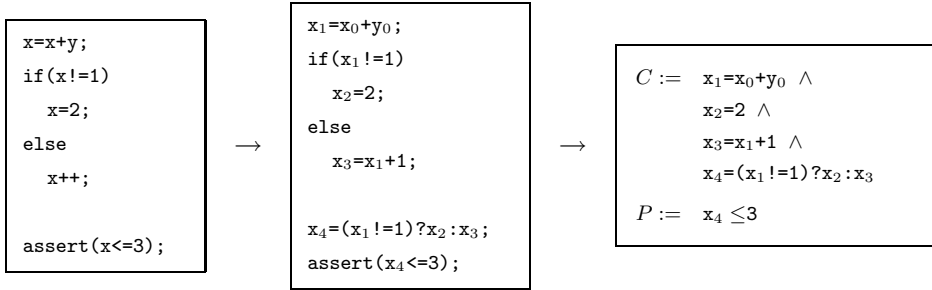 x=x+y;
if(x!=1)
x=2;
else
x++;
assert(x<=3);
→
x₁=x₀+y₀;
if(x₁!=1)
x₂=2;
else
x₃=x₁+1;
x₄=(x₁!=1)?x₂:x₃;
assert(x₄<=3);
→
C := x₁=x₀+y₀ ∧
x₂=2 ∧
x₃=x₁+1 ∧
x₄=(x₁!=1)?x₂:x₃
P := x₄ ≤3